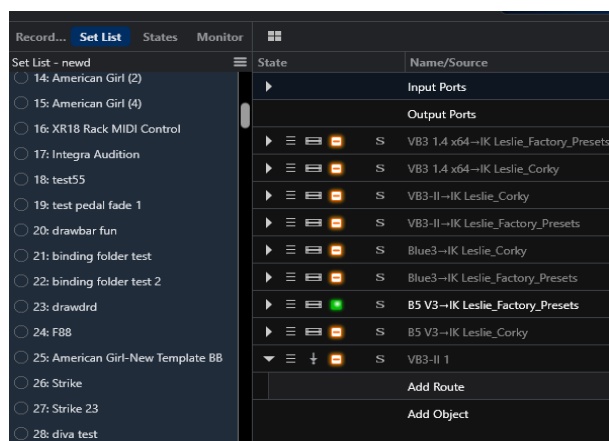 Record... Set List States Monitor
Set List - newd
14: American Girl (2)
15: American Girl (4)
16: XR18 Rack MIDI Control
17: Integra Audition
18: test55
19: test pedal fade 1
20: drawbar fun
21: binding folder test
22: binding folder test 2
23: drawdrd
24: F88
25: American Girl-New Template BB
26: Strike
27: Strike 23
28: diva test
State Name/Source
Input Ports
Output Ports
S VB3 1.4 x64→IK Leslie_Factory_Presets
S VB3 1.4 x64→IK Leslie_Corky
S VB3-II→IK Leslie_Corky
S VB3-II→IK Leslie_Factory_Presets
S Blue3→IK Leslie_Corky
S Blue3→IK Leslie_Factory_Presets
S B5 V3→IK Leslie_Factory_Presets
S B5 V3→IK Leslie_Corky
S VB3-II 1
Add Route
Add Object